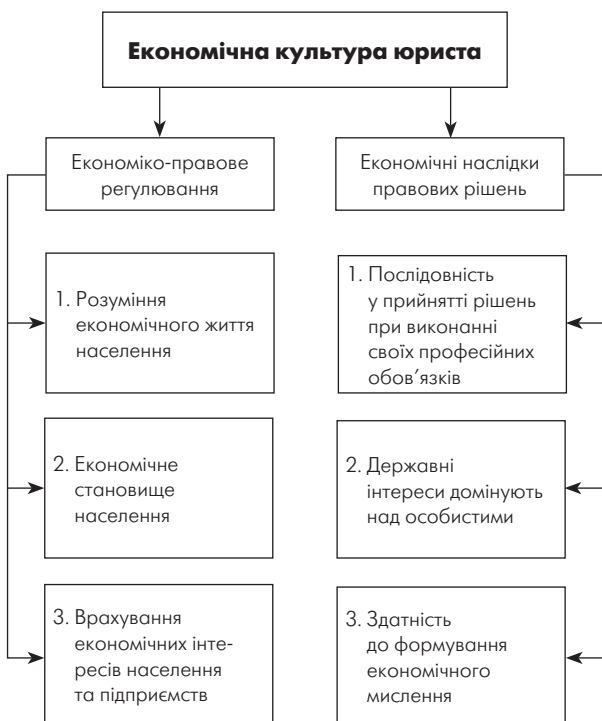 Економічна культура юриста
Економіко-правове
регулювання
Економічні наслідки
правових рішень
1. Розуміння
економічного життя
населення
2. Економічне
становище
населення
3. Врахування
економічних інте-
ресів населення
та підприємств
1. Послідовність
у прийнятті рішень
при виконанні
своїх професійних
обов’язків
2. Державні
інтереси домінують
над особистими
3. Здатність
до формування
економічного
мислення